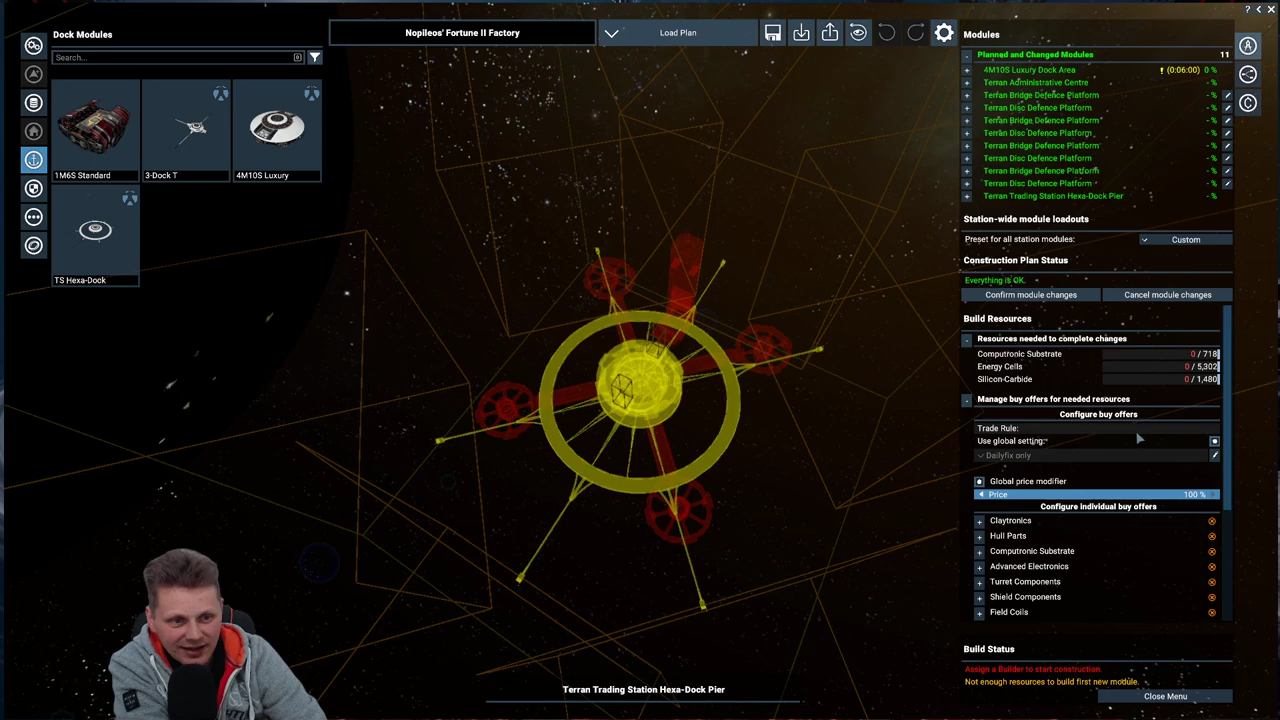 Dock Modules
Search...
1M6S Standard
3-Dock T
4M10S Luxury
TS Hexa-Dock
Nopileos' Fortune II Factory
Load Plan
Terran Trading Station Hexa-Dock Pier
Modules
- Planned and Changed Modules 11
+ 4M10S Luxury Dock Area ! (0:06:00) 0 %
+ Terran Administrative Centre - %
+ Terran Bridge Defence Platform - %
+ Terran Disc Defence Platform - %
+ Terran Bridge Defence Platform - %
+ Terran Disc Defence Platform - %
+ Terran Bridge Defence Platform - %
+ Terran Disc Defence Platform - %
+ Terran Bridge Defence Platform - %
+ Terran Disc Defence Platform - %
+ Terran Trading Station Hexa-Dock Pier - %
Station-wide module loadouts
Preset for all station modules: Custom
Construction Plan Status
Everything is OK.
Confirm module changes Cancel module changes
Build Resources
- Resources needed to complete changes
Computronic Substrate 0 / 718
Energy Cells 0 / 5,302
Silicon-Carbide 0 / 1,480
- Manage buy offers for needed resources
Configure buy offers
Trade Rule:
Use global setting:
Dailyfix only
Global price modifier
Price 100 %
Configure individual buy offers
+ Claytronics
+ Hull Parts
+ Computronic Substrate
+ Advanced Electronics
+ Turret Components
+ Shield Components
+ Field Coils
Build Status
Assign a Builder to start construction.
Not enough resources to build first new module.
Close Menu